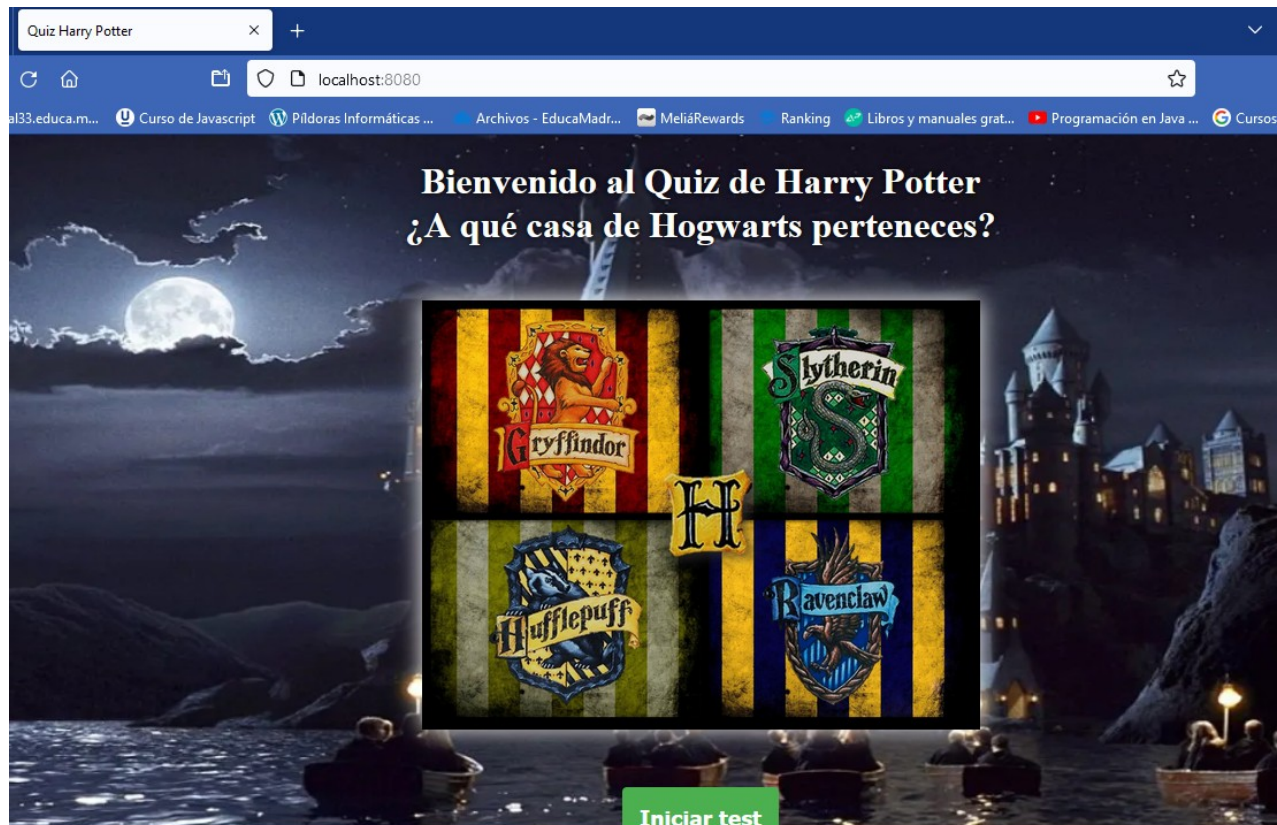 Quiz Harry Potter
localhost:8080
al33.educa.m... Curso de Javascript Píldoras Informáticas ... Archivos - EducaMadr... MeliáRewards Ranking Libros y manuales grat... Programación en Java ... Cursos
Bienvenido al Quiz de Harry Potter
¿A qué casa de Hogwarts perteneces?
Gryffindor
Slytherin
H
Hufflepuff
Ravenclaw
Iniciar test